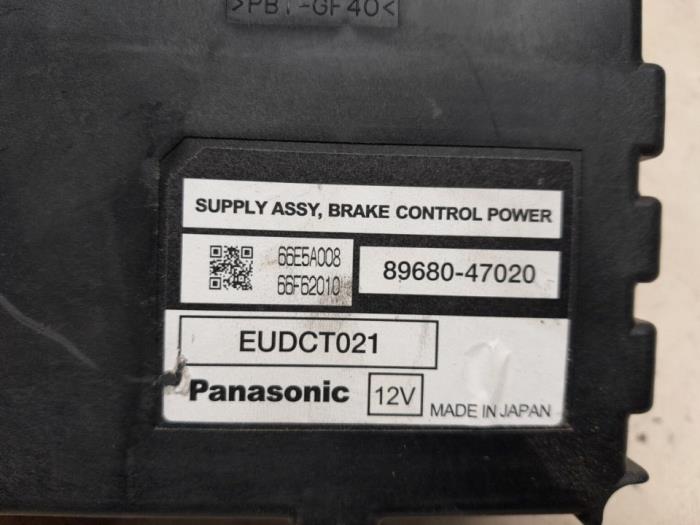 >PBT-GF40<
SUPPLY ASSY, BRAKE CONTROL POWER
66E5A008
66F62010
89680-47020
EUDCT021
Panasonic 12V MADE IN JAPAN